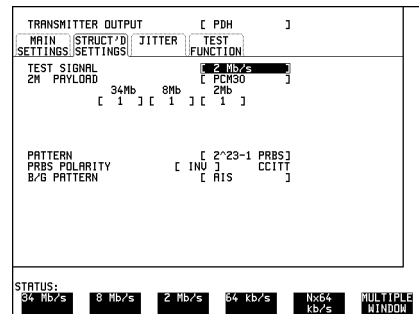 TRANSMITTER OUTPUT [ PDH ]
MAIN SETTINGS STRUCT'D SETTINGS JITTER TEST FUNCTION
TEST SIGNAL [ 2 Mb/s ]
2M PAYLOAD [ PCM30 ]
34Mb 8Mb 2Mb
[ 1 ] [ 1 ] [ 1 ]
PATTERN [ 2^23-1 PRBS]
PRBS POLARITY [ INV ] CCITT
B/G PATTERN [ AIS ]
STATUS:
34 Mb/s 8 Mb/s 2 Mb/s 64 kb/s Nx64 kb/s MULTIPLE WINDOW